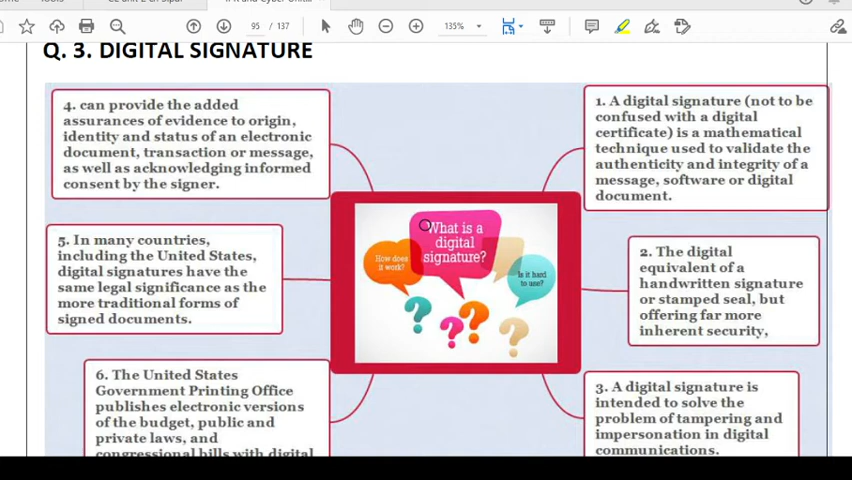 95 / 137
135%
Q. 3. DIGITAL SIGNATURE
4. can provide the added
assurances of evidence to origin,
identity and status of an electronic
document, transaction or message,
as well as acknowledging informed
consent by the signer.
5. In many countries,
including the United States,
digital signatures have the
same legal significance as the
more traditional forms of
signed documents.
6. The United States
Government Printing Office
publishes electronic versions
of the budget, public and
private laws, and
congressional bills with digital
What is a
digital
signature?
How does
it work?
Is it hard
to use?
1. A digital signature (not to be
confused with a digital
certificate) is a mathematical
technique used to validate the
authenticity and integrity of a
message, software or digital
document.
2. The digital
equivalent of a
handwritten signature
or stamped seal, but
offering far more
inherent security,
3. A digital signature is
intended to solve the
problem of tampering and
impersonation in digital
communications.